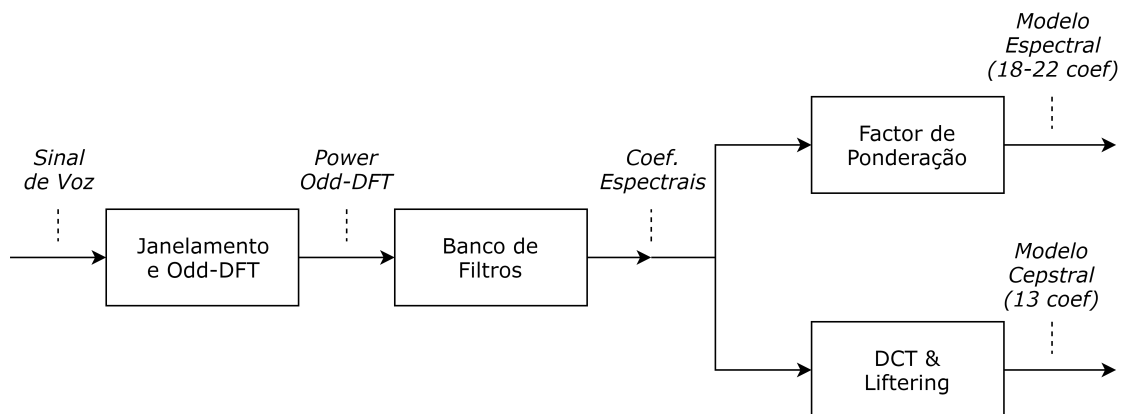 Modelo
Espectral
(18-22 coef)
Sinal
de Voz
Power
Odd-DFT
Coef.
Espectrais
Factor de
Ponderação
Janelamento
e Odd-DFT
Banco de
Filtros
Modelo
Cepstral
(13 coef)
DCT &
Liftering